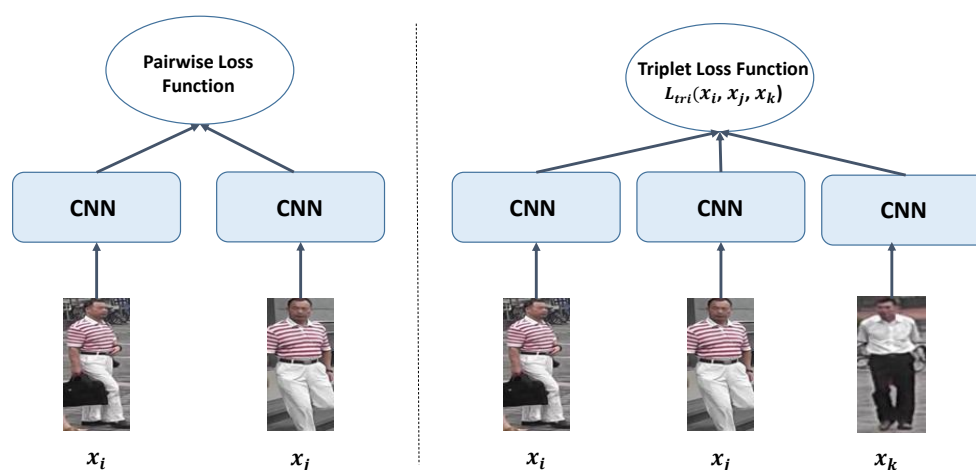 Pairwise Loss
Function
CNN
CNN
x_i
x_j
Triplet Loss Function
L_tri(x_i, x_j, x_k)
CNN
CNN
CNN
x_i
x_j
x_k